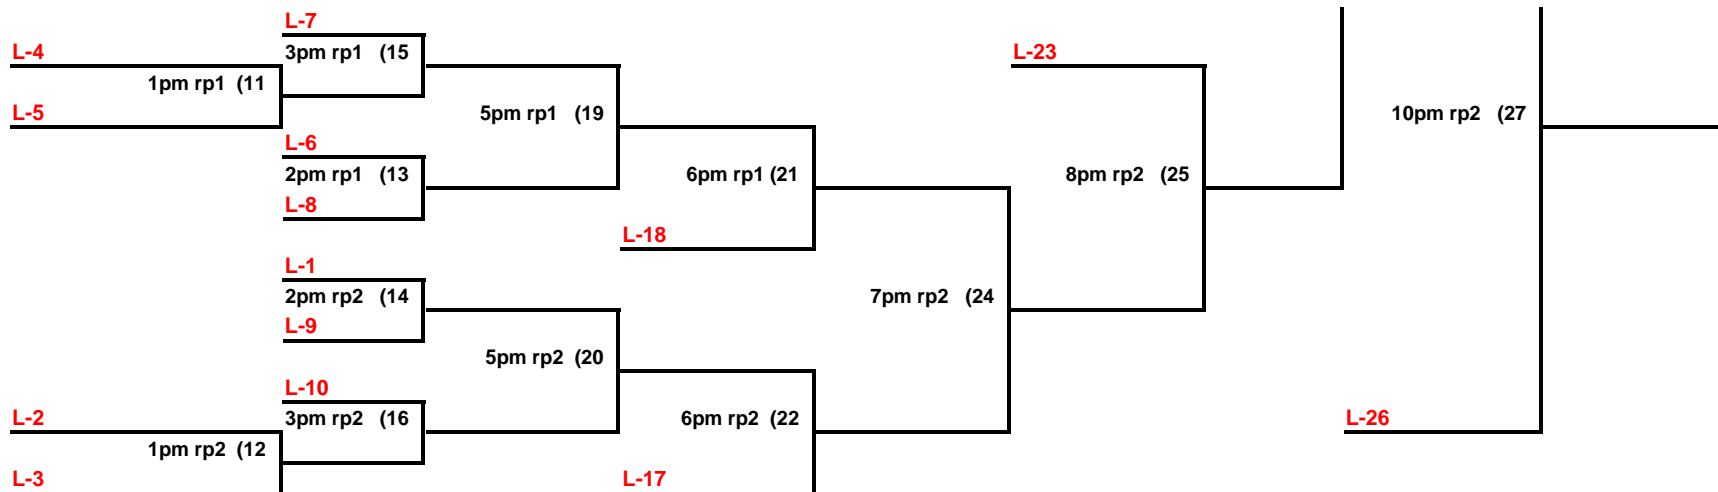 L-7
L-4
3pm rp1 (15
L-23
1pm rp1 (11
L-5
5pm rp1 (19
10pm rp2 (27
L-6
2pm rp1 (13
6pm rp1 (21
8pm rp2 (25
L-8
L-18
L-1
2pm rp2 (14
7pm rp2 (24
L-9
5pm rp2 (20
L-10
L-2
3pm rp2 (16
6pm rp2 (22
L-26
1pm rp2 (12
L-3
L-17